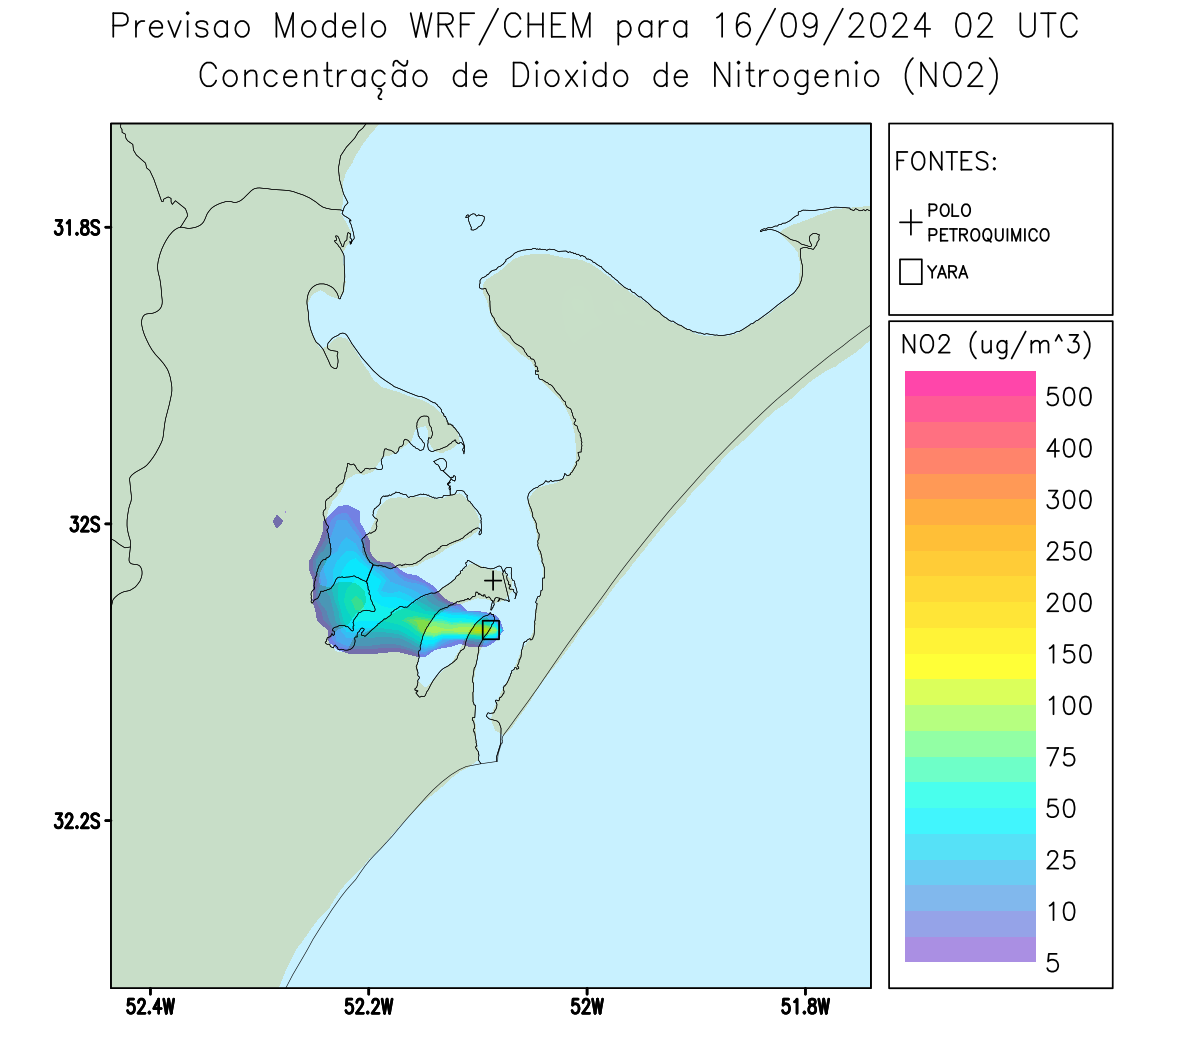 Previsao Modelo WRF/CHEM para 16/09/2024 02 UTC
Concentração de Dioxido de Nitrogenio (NO2)
FONTES:
POLO
PETROQUIMICO
YARA
31.8S
32S
32.2S
52.4W
52.2W
52W
51.8W
NO2 (ug/m^3)
500
400
300
250
200
150
100
75
50
25
10
5